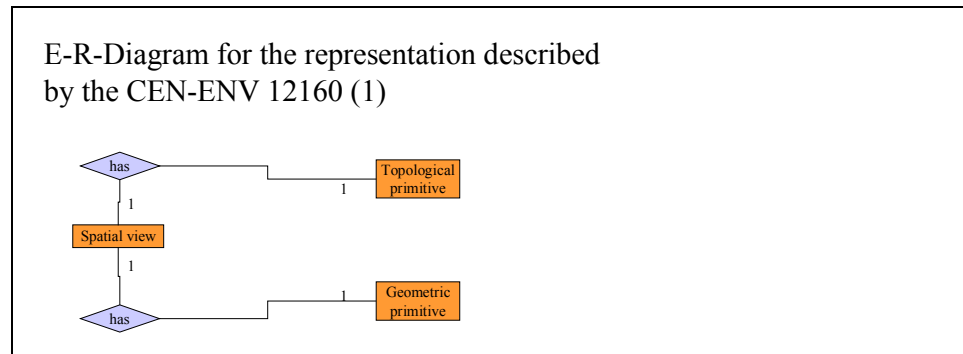 E-R-Diagram for the representation described
by the CEN-ENV 12160 (1)
has
Topological
primitive
1
1
Spatial view
1
1
Geometric
primitive
has